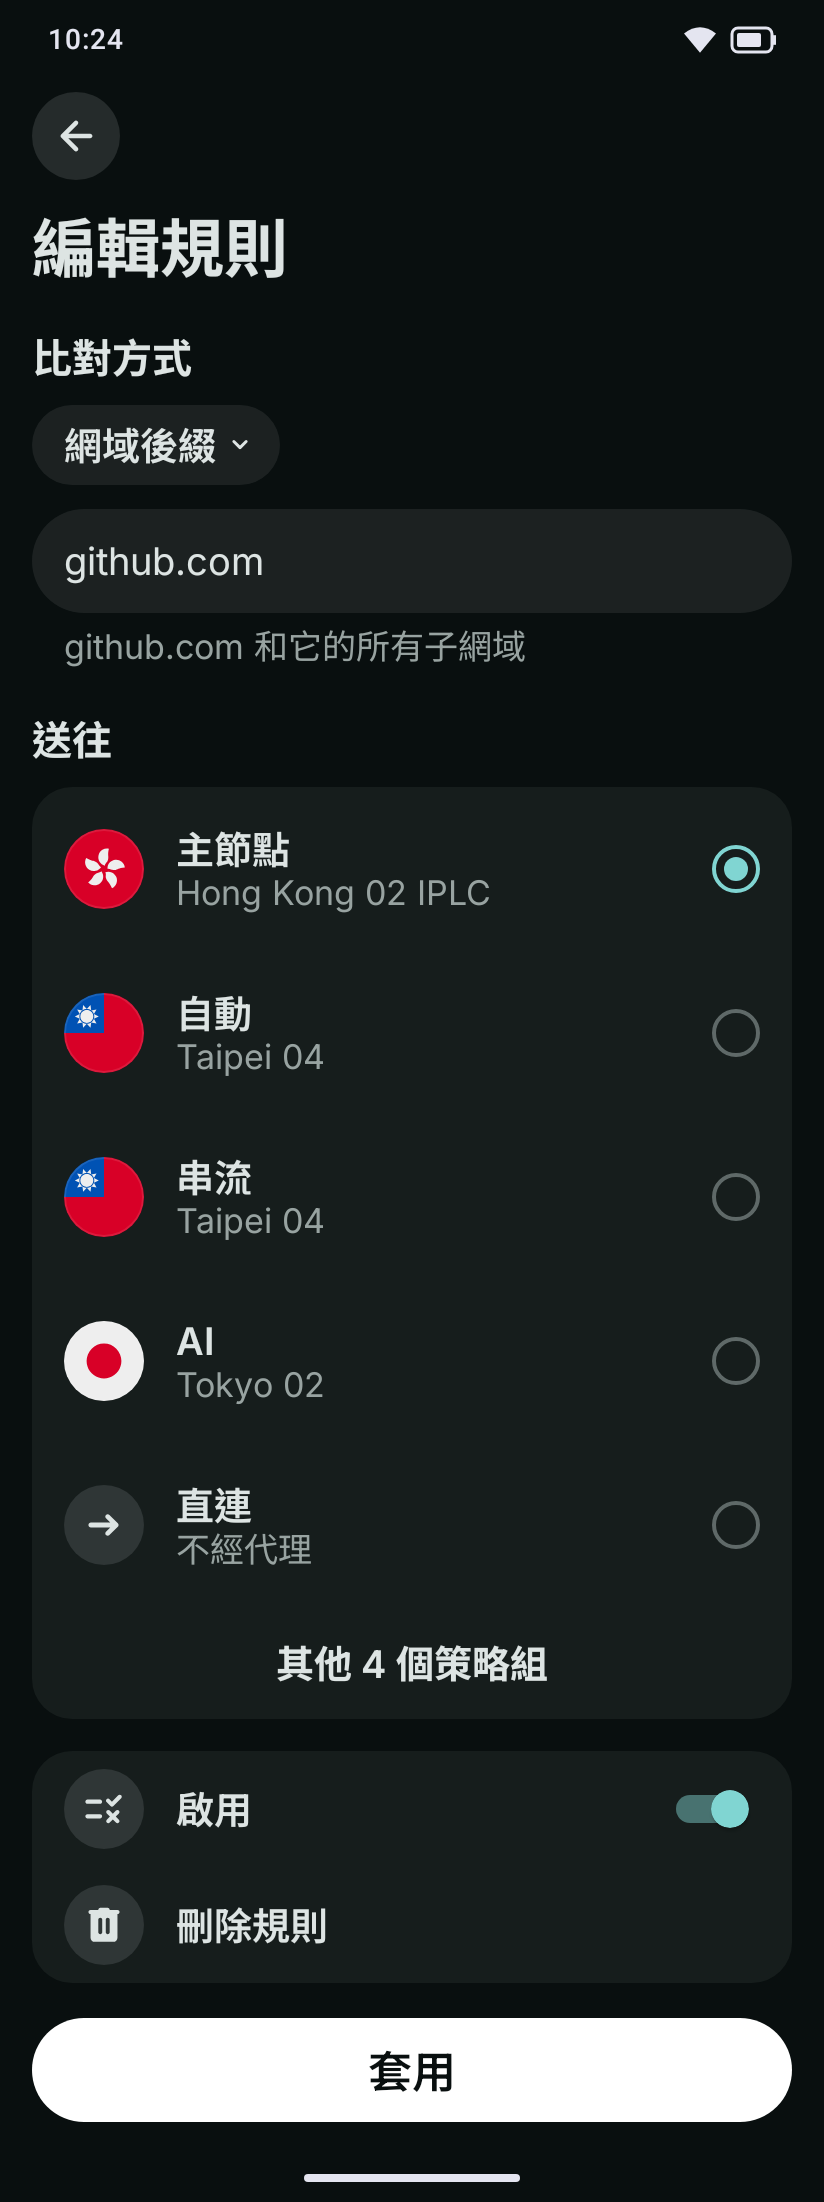 10:24
編輯規則
比對方式
網域後綴
github.com
github.com 和它的所有子網域
送往
主節點
Hong Kong 02 IPLC
自動
Taipei 04
串流
Taipei 04
AI
Tokyo 02
直連
不經代理
其他 4 個策略組
啟用
刪除規則
套用